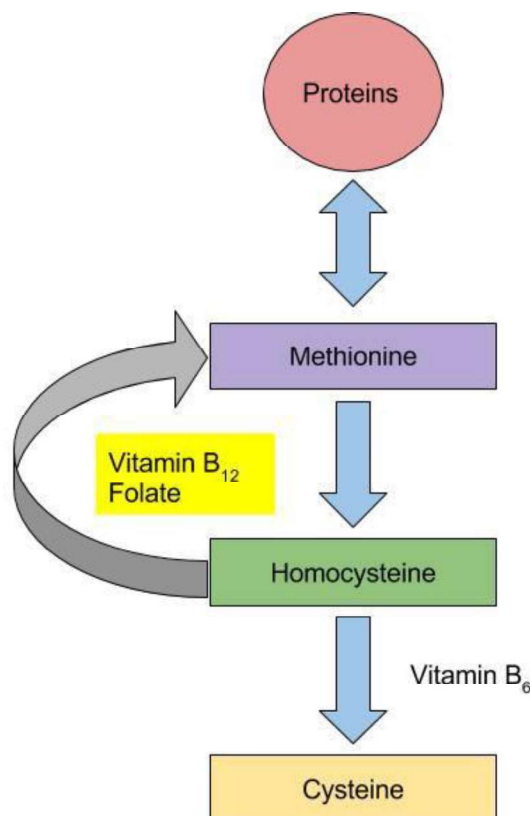 Proteins
Methionine
Vitamin B₁₂
Folate
Homocysteine
Vitamin B₆
Cysteine